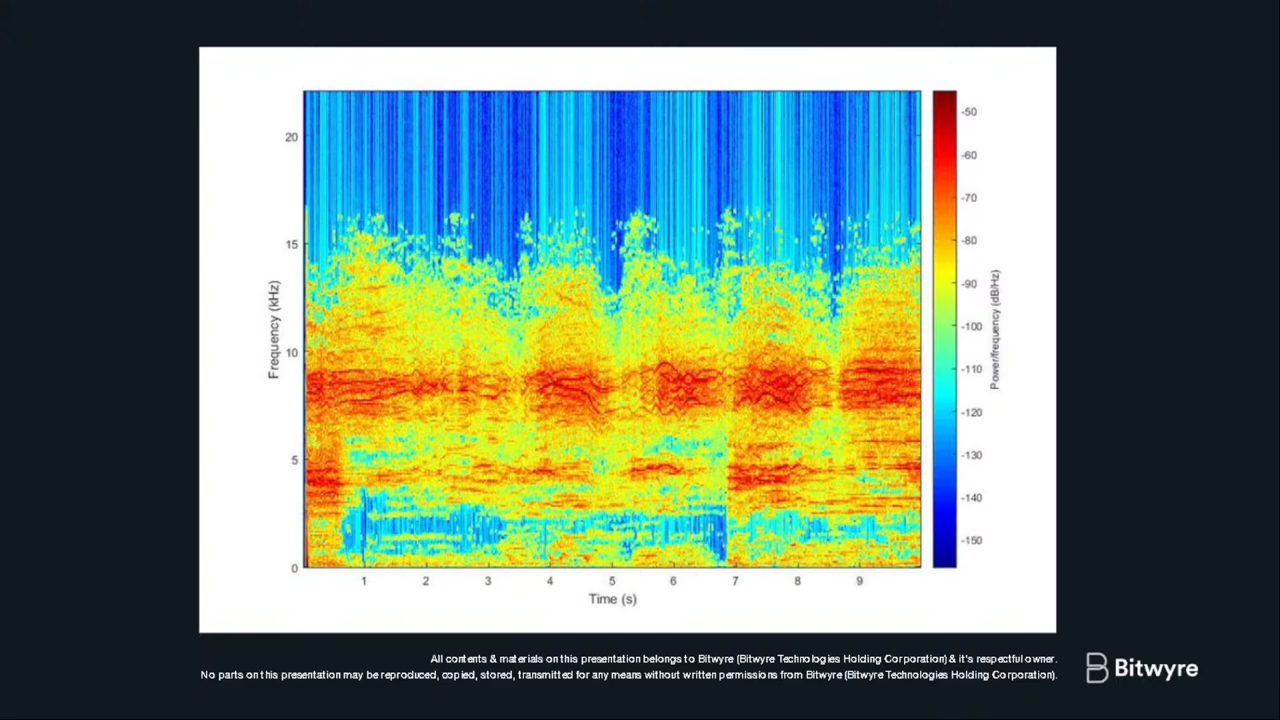 20
15
10
5
0
Frequency (kHz)
1 2 3 4 5 6 7 8 9
Time (s)
-50
-60
-70
-80
-90
-100
-110
-120
-130
-140
-150
Power/frequency (dB/Hz)
All contents & materials on this presentation belongs to Bitwyre (Bitwyre Technologies Holding Corporation) & it's respectful owner.
No parts on this presentation may be reproduced, copied, stored, transmitted for any means without written permissions from Bitwyre (Bitwyre Technologies Holding Corporation).
Bitwyre